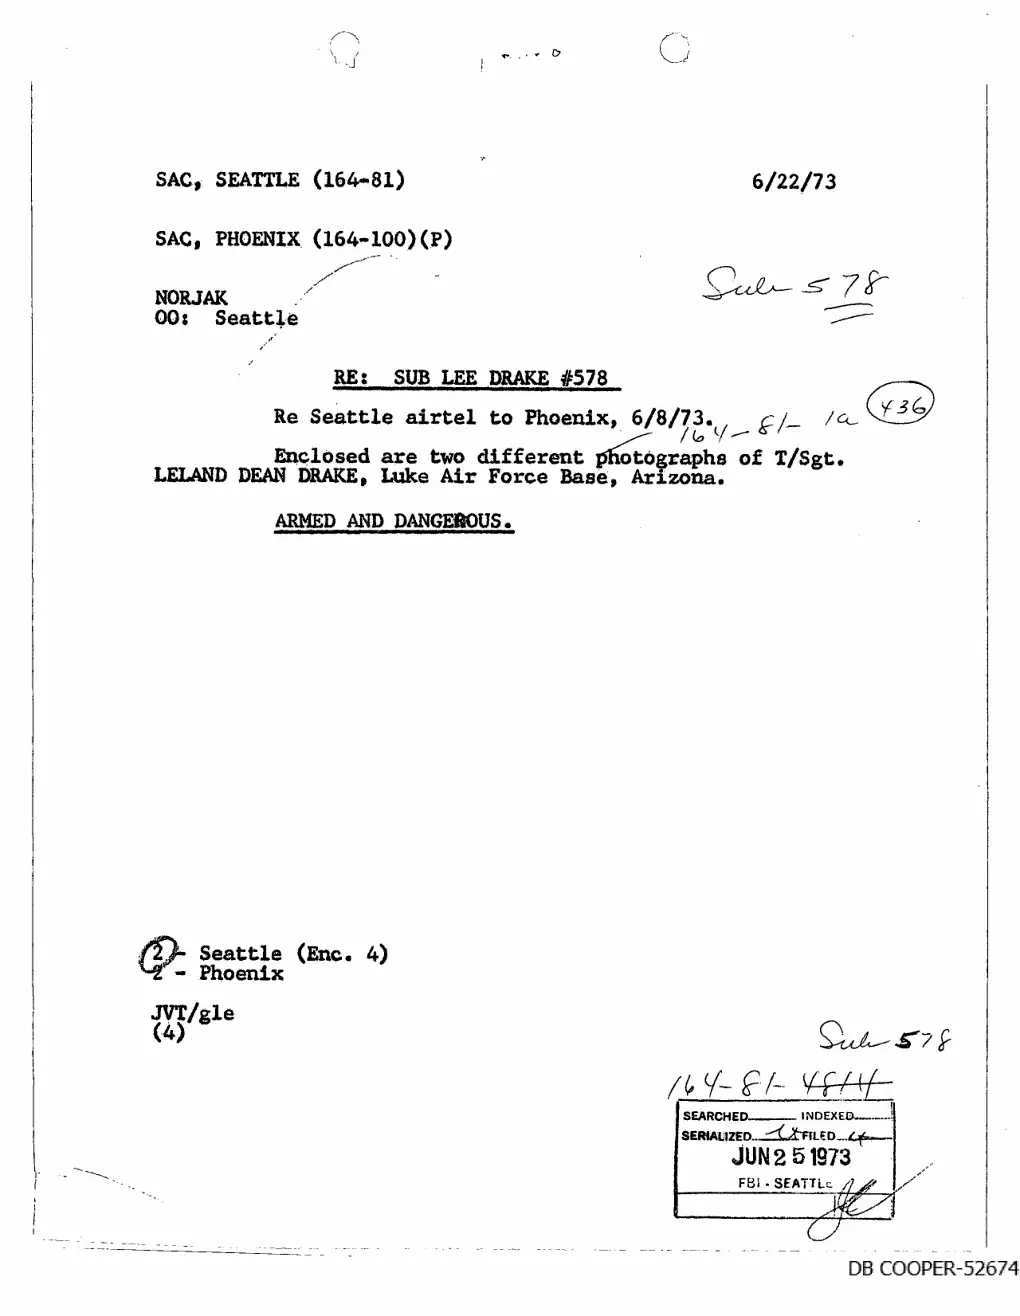 SAC, SEATTLE (164-81) 6/22/73
SAC, PHOENIX (164-100)(P)
Sub 578
NORJAK
OO: Seattle
RE: SUB LEE DRAKE #578
Re Seattle airtel to Phoenix, 6/8/73.
164-81-1a 436
Enclosed are two different photographs of T/Sgt.
LELAND DEAN DRAKE, Luke Air Force Base, Arizona.
ARMED AND DANGEROUS.
2 - Seattle (Enc. 4)
2 - Phoenix
JVT/gle
(4)
Sub 578
164-81-4814
SEARCHED INDEXED
SERIALIZED FILED
JUN 25 1973
FBI - SEATTLE
DB COOPER-52674